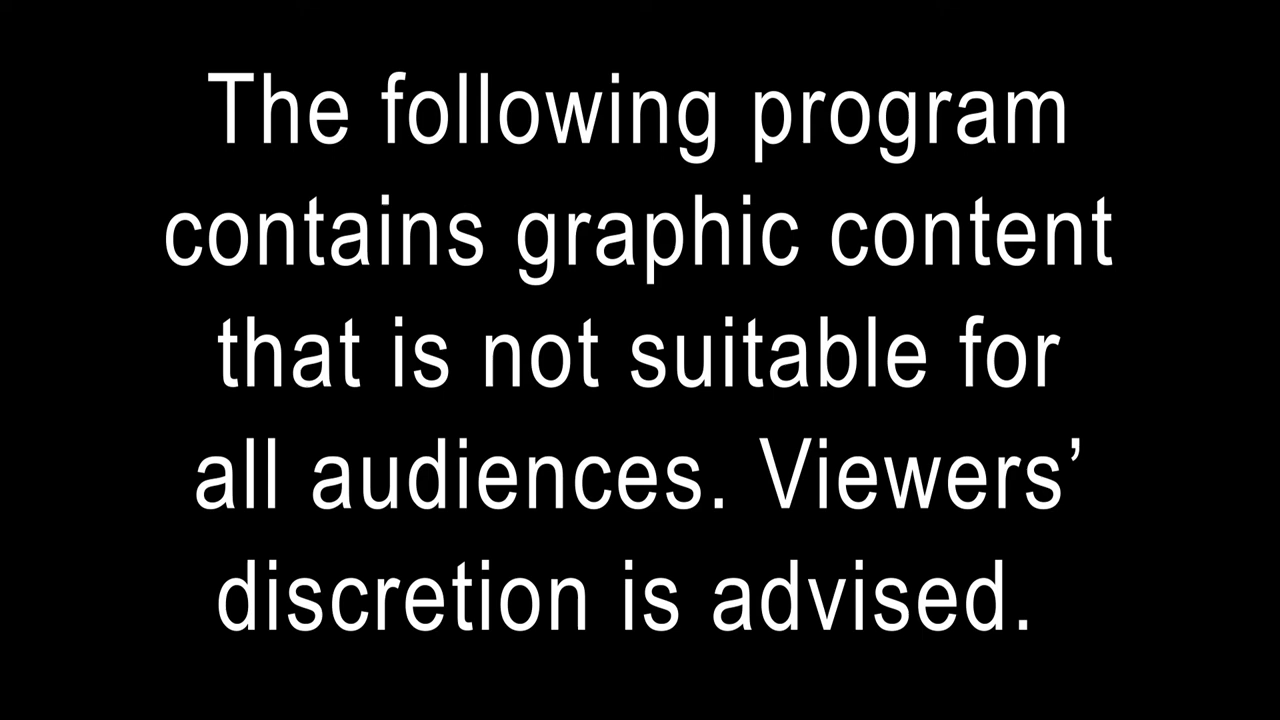 The following program
contains graphic content
that is not suitable for
all audiences. Viewers’
discretion is advised.